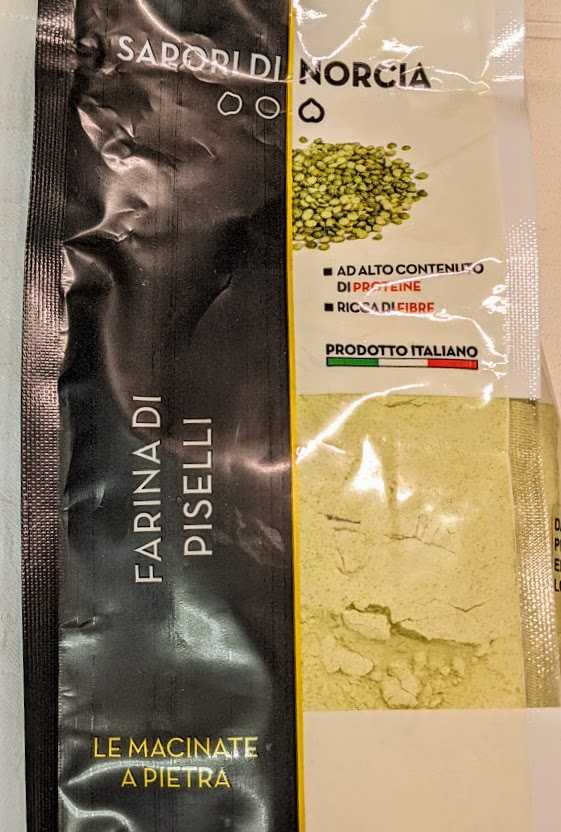 SAPORI DI NORCIA
■ AD ALTO CONTENUTO
DI PROTEINE
■ RICCA DI FIBRE
PRODOTTO ITALIANO
FARINA DI
PISELLI
LE MACINATE
A PIETRA